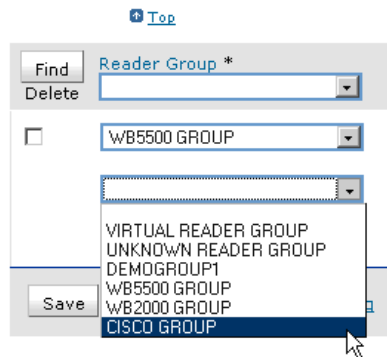 Top
Find
Reader Group *
Delete
WB5500 GROUP
VIRTUAL READER GROUP
UNKNOWN READER GROUP
DEMOGROUP1
WB5500 GROUP
WB2000 GROUP
CISCO GROUP
Save